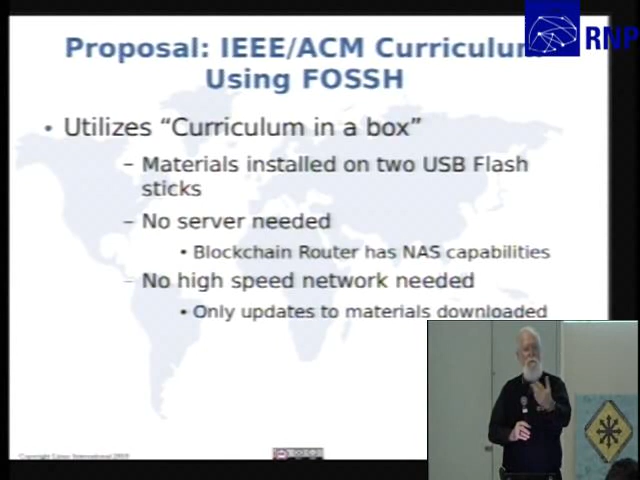 Proposal: IEEE/ACM Curriculum
Using FOSSH
RNP
• Utilizes “Curriculum in a box”
– Materials installed on two USB Flash
sticks
– No server needed
• Blockchain Router has NAS capabilities
– No high speed network needed
• Only updates to materials downloaded
Copyright Linux International 2019